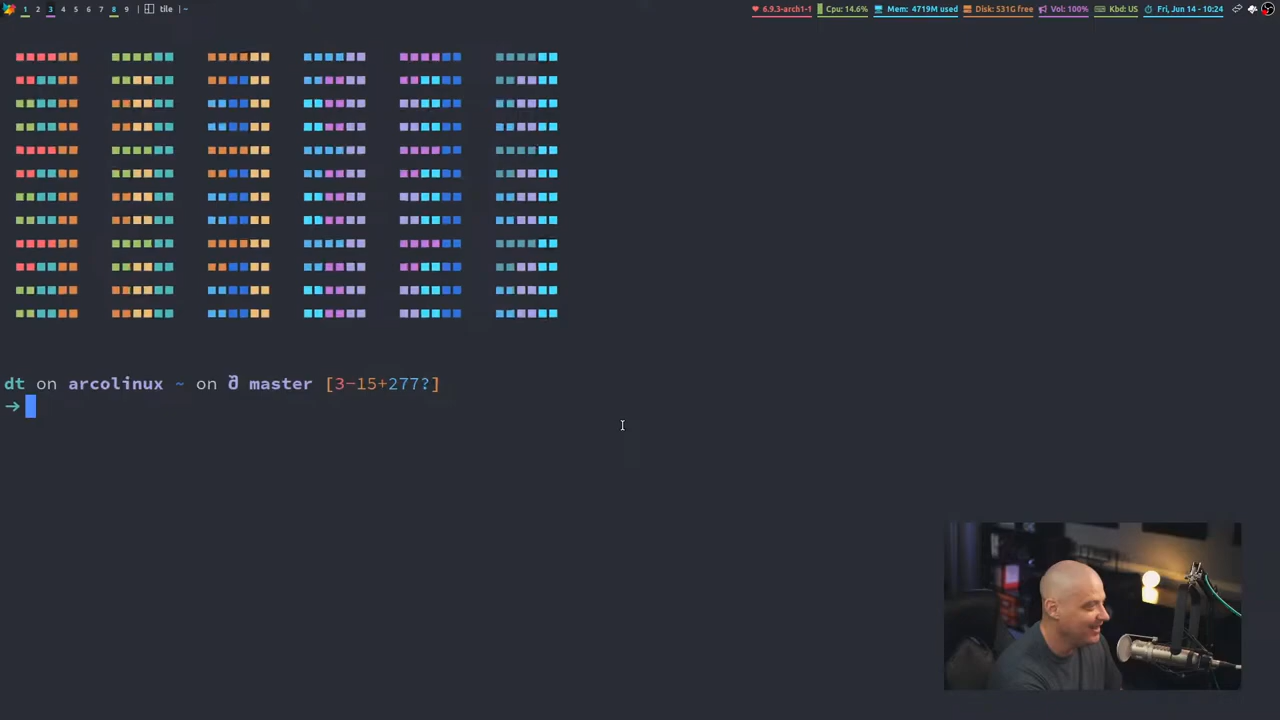 1 2 3 4 5 6 7 8 9 | tile | ~ 6.9.3-arch1-1 Cpu: 14.6% Mem: 4719M used Disk: 531G free Vol: 100% Kbd: US Fri, Jun 14 - 10:24
dt on arcolinux ~ on master [3-15+277?]
→